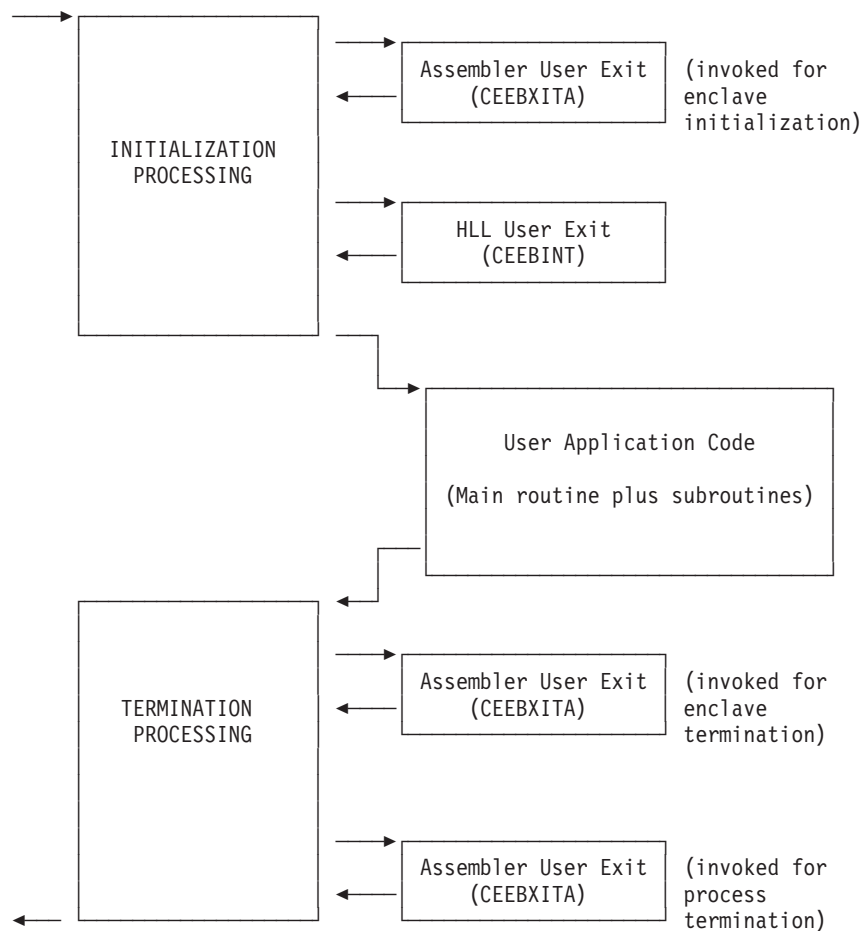 Assembler User Exit
(CEEBXITA)
(invoked for
enclave
initialization)
INITIALIZATION
PROCESSING
HLL User Exit
(CEEBINT)
User Application Code
(Main routine plus subroutines)
Assembler User Exit
(CEEBXITA)
(invoked for
enclave
termination)
TERMINATION
PROCESSING
Assembler User Exit
(CEEBXITA)
(invoked for
process
termination)